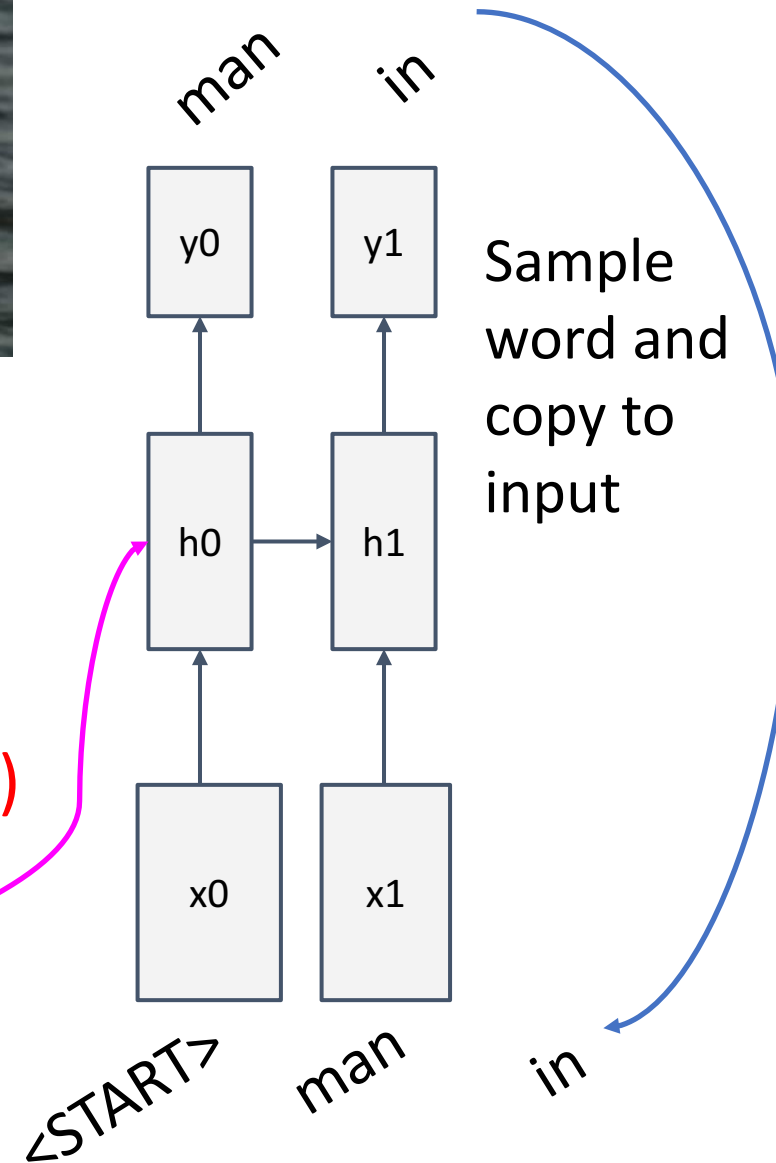 man in
y0 y1
Sample
word and
copy to
input
h0 h1
)
x0 x1
<START> man in